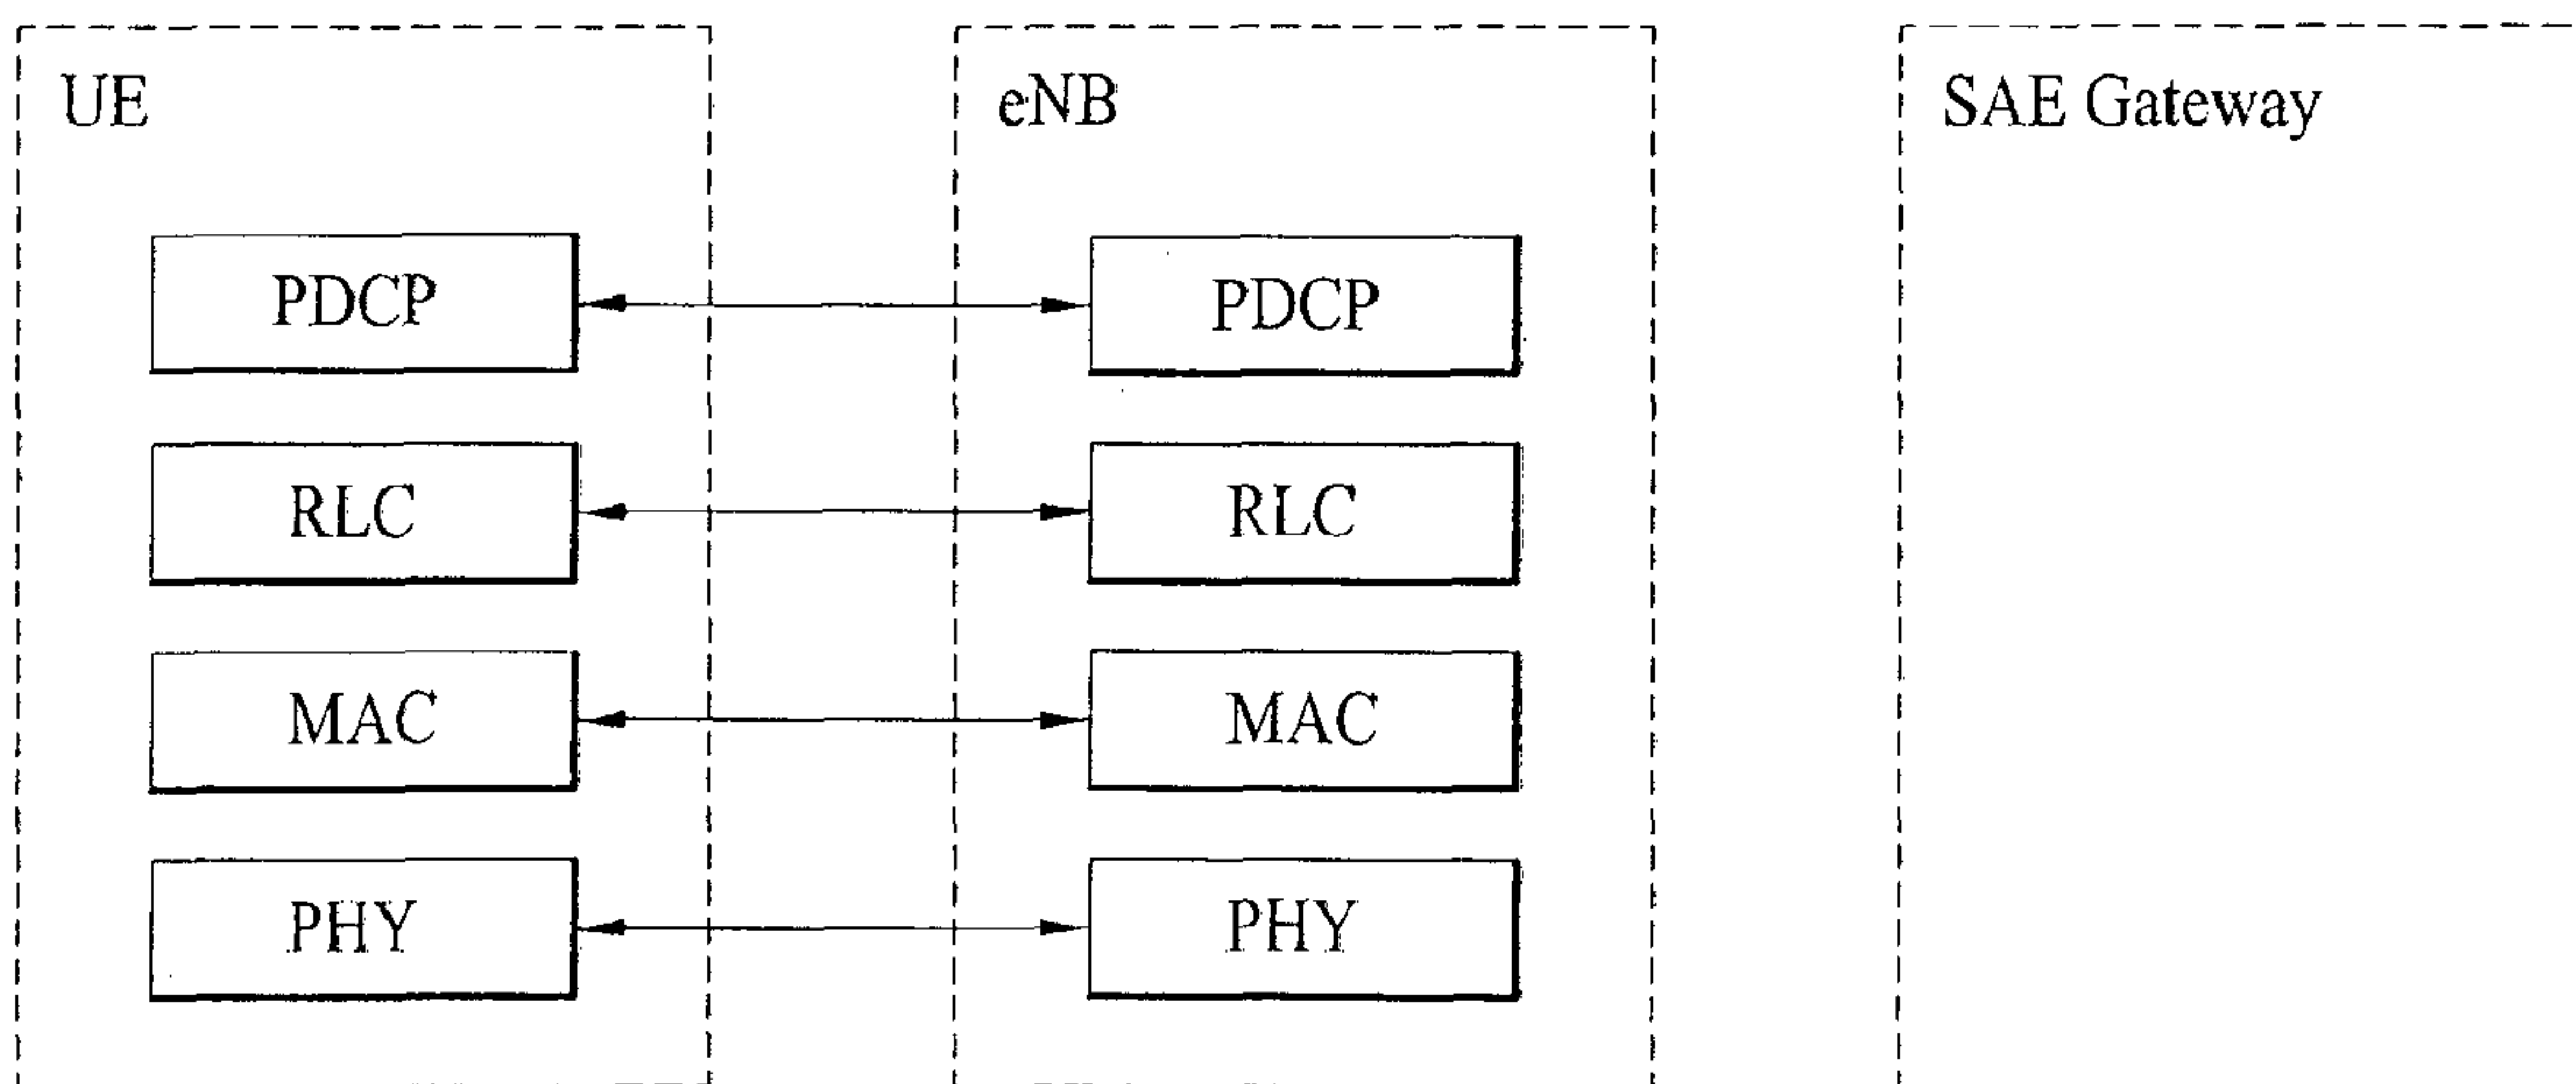 UE eNB SAE Gateway
PDCP PDCP
RLC RLC
MAC MAC
PHY PHY